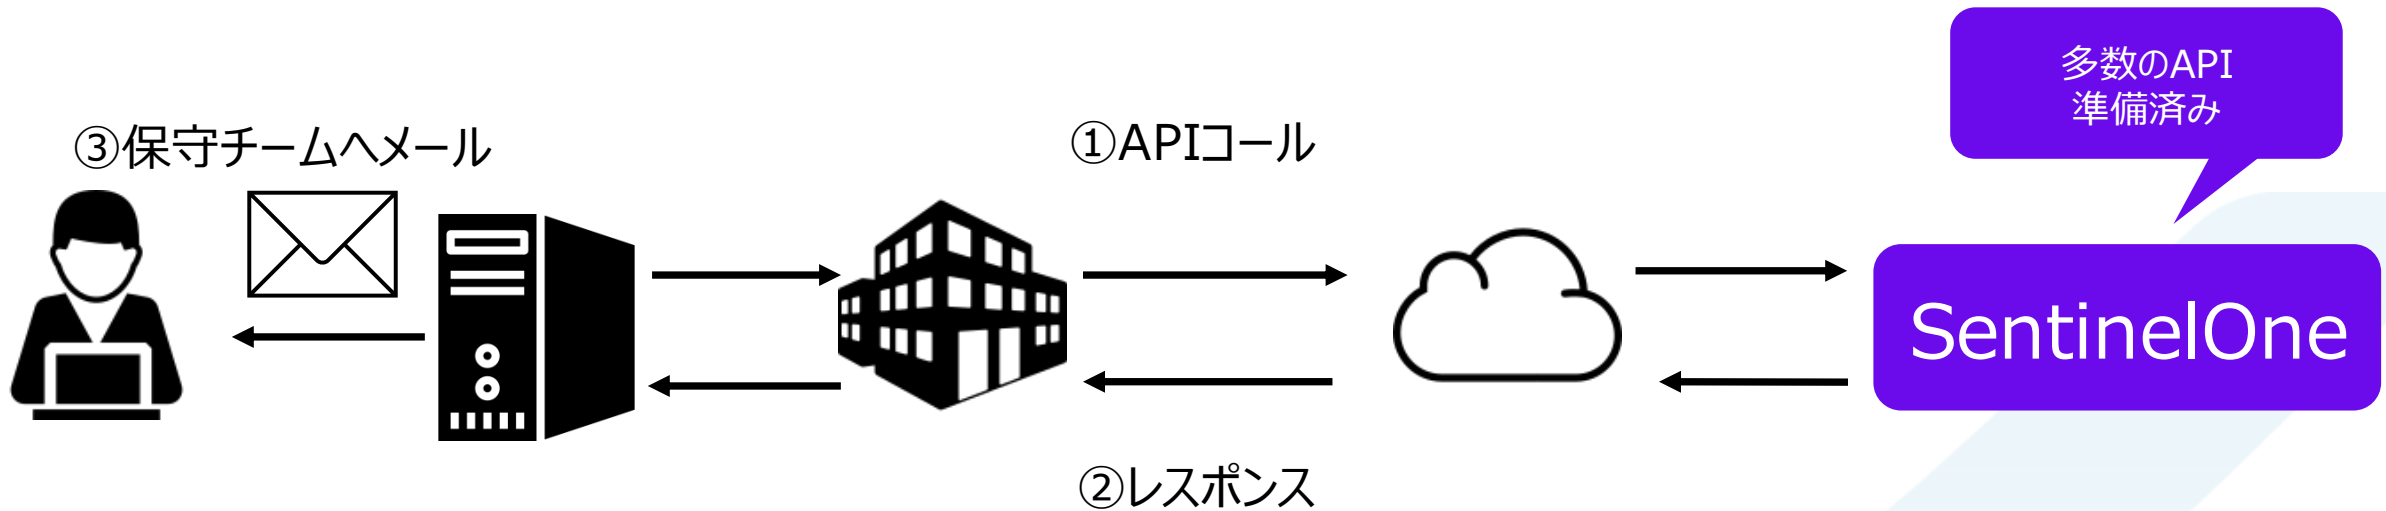 多数のAPI
準備済み
③保守チームへメール
①APIコール
SentinelOne
②レスポンス